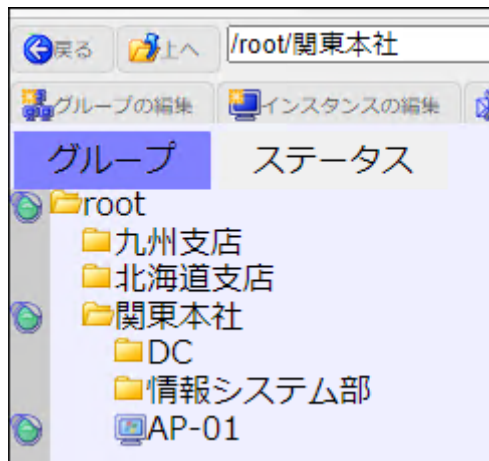 戻る 上へ /root/関東本社
グループの編集 インスタンスの編集
グループ ステータス
root
九州支店
北海道支店
関東本社
DC
情報システム部
AP-01